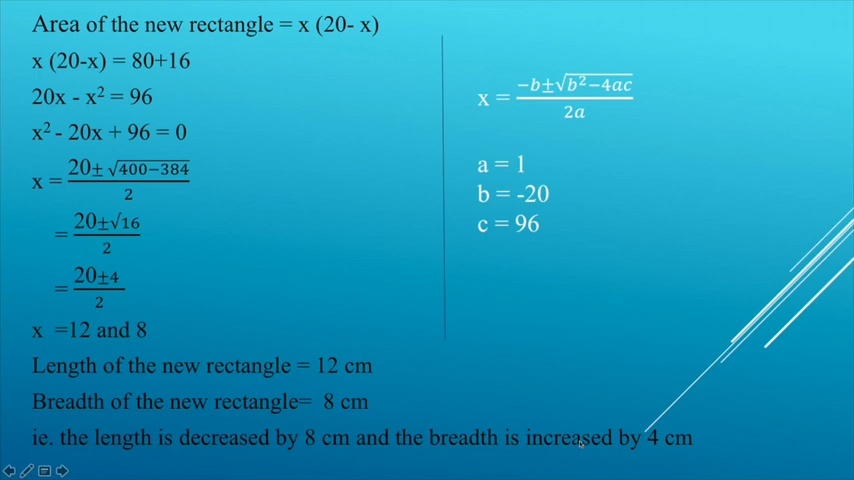 Area of the new rectangle = x (20- x)
x (20-x) = 80+16
20x - x² = 96
x² - 20x + 96 = 0
x = (20± √(400−384))/2
= (20±√16)/2
= (20±4)/2
x =12 and 8
Length of the new rectangle = 12 cm
Breadth of the new rectangle= 8 cm
ie. the length is decreased by 8 cm and the breadth is increased by 4 cm
x = (−b±√(b²−4ac))/2a
a = 1
b = -20
c = 96